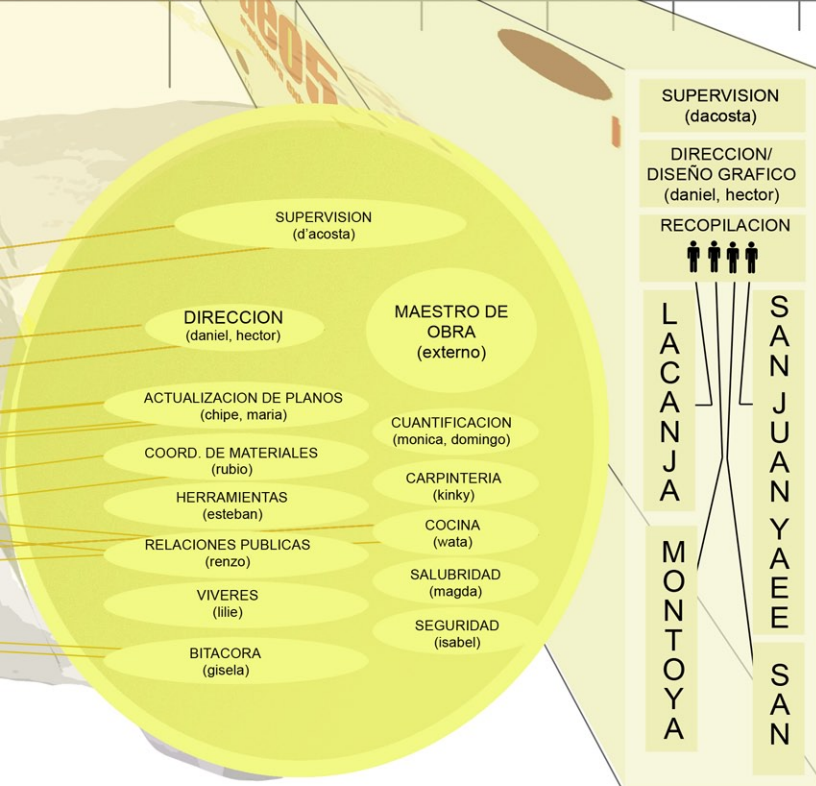 geo5
SUPERVISION
(d'acosta)
DIRECCION
(daniel, hector)
MAESTRO DE
OBRA
(externo)
ACTUALIZACION DE PLANOS
(chipe, maria)
COORD. DE MATERIALES
(rubio)
HERRAMIENTAS
(esteban)
RELACIONES PUBLICAS
(renzo)
VIVERES
(lilie)
BITACORA
(gisela)
CUANTIFICACION
(monica, domingo)
CARPINTERIA
(kinky)
COCINA
(wata)
SALUBRIDAD
(magda)
SEGURIDAD
(isabel)
SUPERVISION
(dacosta)
DIRECCION/
DISEÑO GRAFICO
(daniel, hector)
RECOPILACION
LACANJA
MONTOYA
SAN JUAN YAEE
SAN